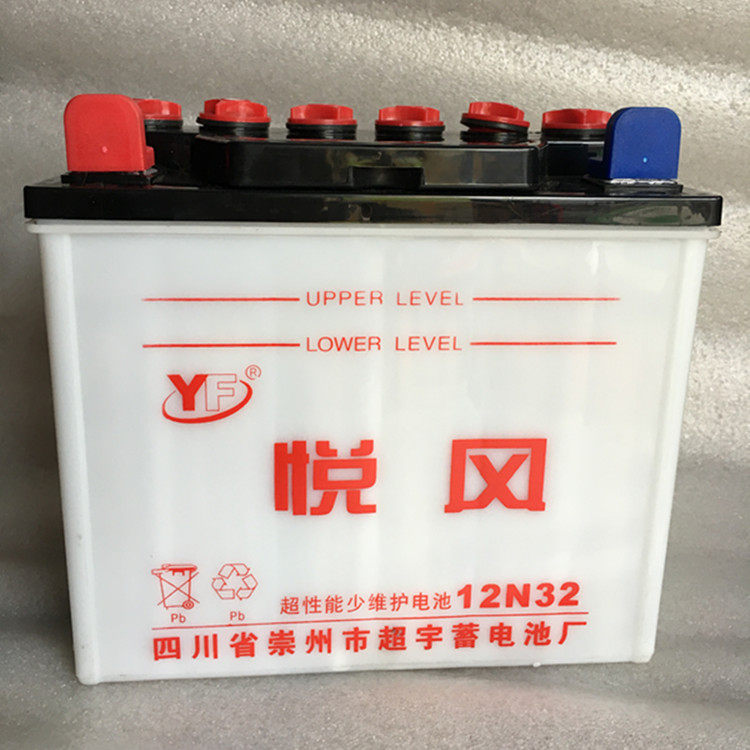 UPPER LEVEL
LOWER LEVEL
YF®
悦风
Pb Pb
超性能少维护电池12N32
四川省崇州市超宇蓄电池厂